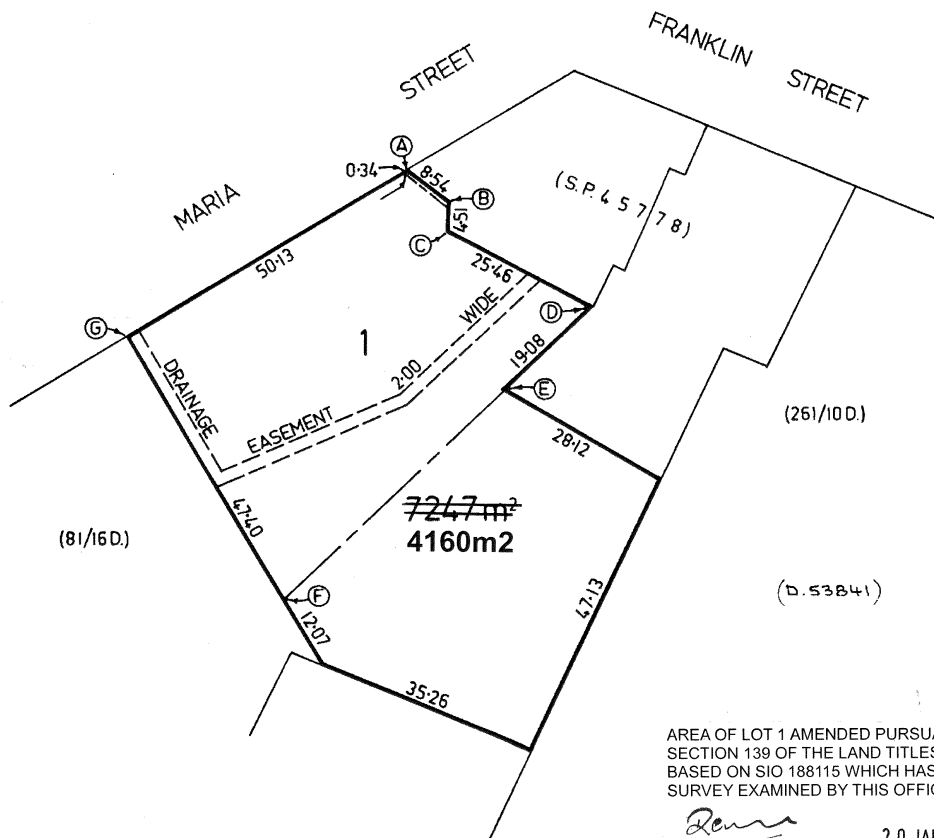 FRANKLIN STREET
MARIA STREET
A
0·34
8·54
B
4·51
(S.P. 4 5 7 7 8)
C
25·46
50·13
D
G
WIDE
19·08
1
2·00
E
DRAINAGE
EASEMENT
28·12
(261/10 D.)
7247 m²
4160m2
47·40
(81/16 D.)
F
12·07
47·13
(D. 53841)
35·26
AREA OF LOT 1 AMENDED PURSUA
SECTION 139 OF THE LAND TITLES
BASED ON SIO 188115 WHICH HAS
SURVEY EXAMINED BY THIS OFFIC